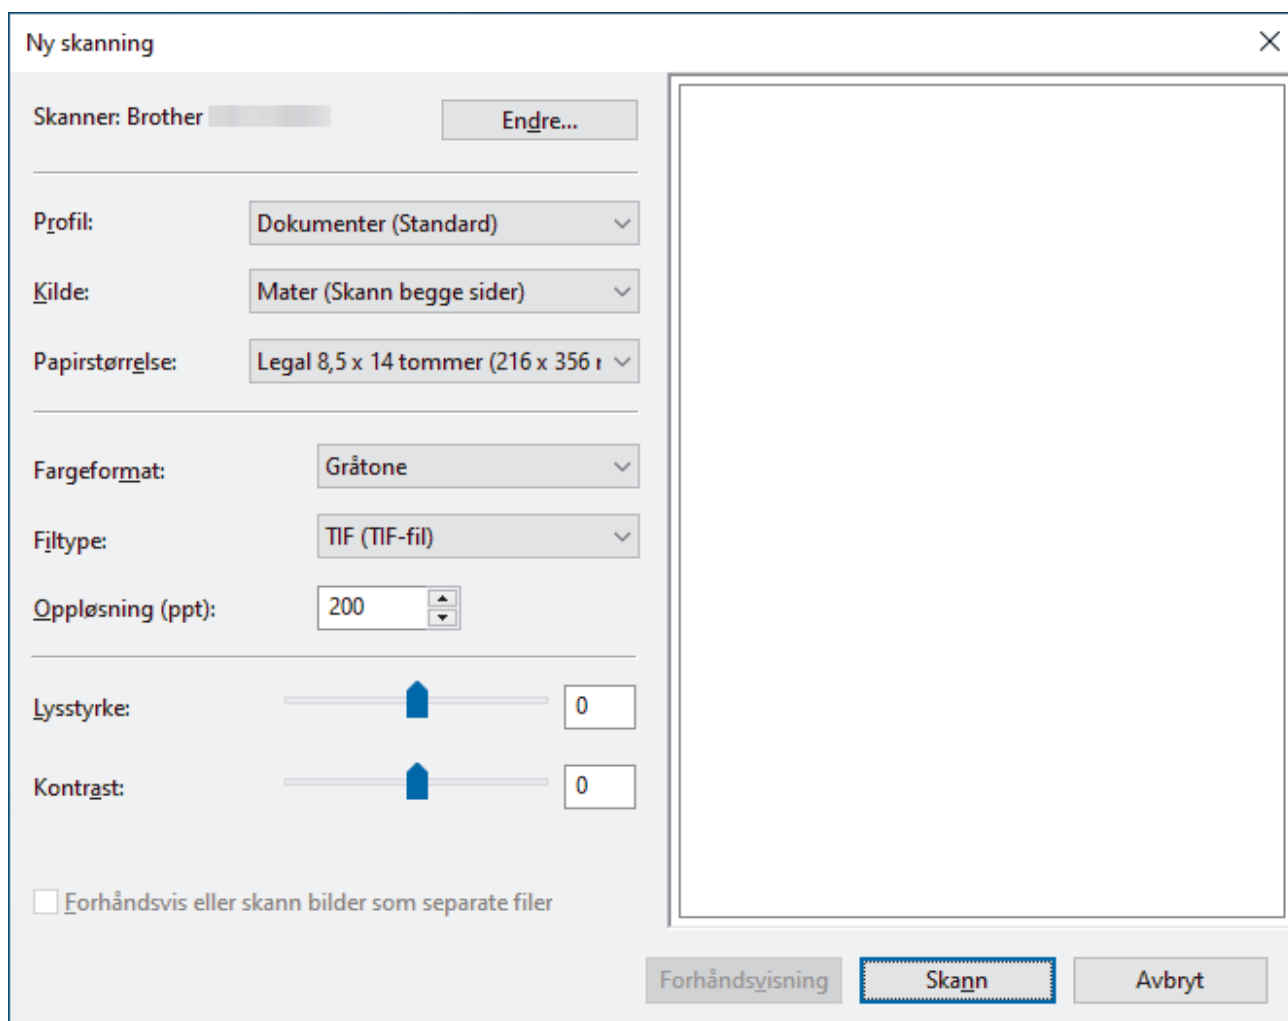 Ny skanning
Skanner: Brother
Endre...
Profil:
Dokumenter (Standard)
Kilde:
Mater (Skann begge sider)
Papirstørrelse:
Legal 8,5 x 14 tommer (216 x 356
Fargeformat:
Gråtone
Filtype:
TIF (TIF-fil)
Oppløsning (ppt):
200
Lysstyrke:
0
Kontrast:
0
Forhåndsvis eller skann bilder som separate filer
Forhåndsvisning
Skann
Avbryt